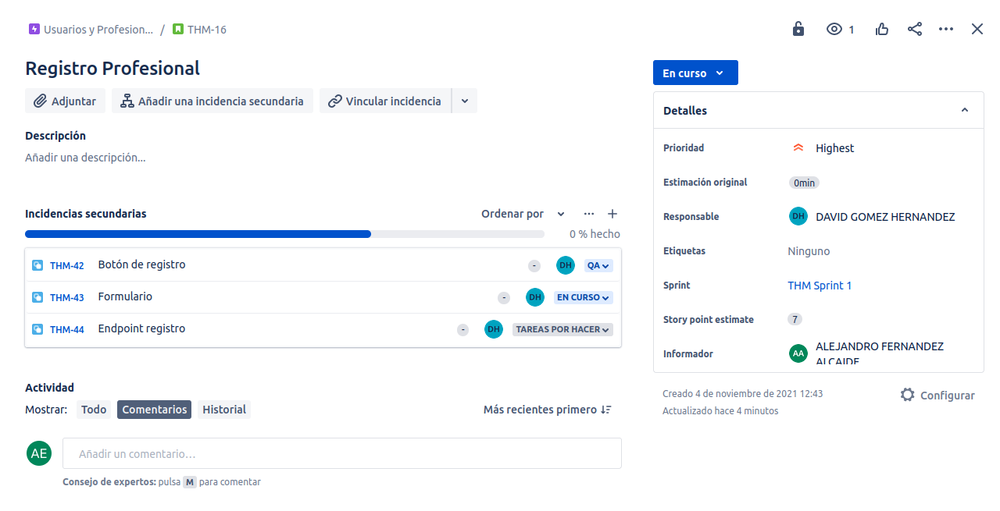 Usuarios y Profesion... / THM-16
1
Registro Profesional
Adjuntar
Añadir una incidencia secundaria
Vincular incidencia
Descripción
Añadir una descripción...
Incidencias secundarias
Ordenar por
0 % hecho
THM-42 Botón de registro - DH QA
THM-43 Formulario - DH EN CURSO
THM-44 Endpoint registro - DH TAREAS POR HACER
Actividad
Mostrar: Todo Comentarios Historial
Más recientes primero
AE Añadir un comentario...
Consejo de expertos: pulsa M para comentar
En curso
Detalles
Prioridad Highest
Estimación original 0min
Responsable DH DAVID GOMEZ HERNANDEZ
Etiquetas Ninguno
Sprint THM Sprint 1
Story point estimate 7
Informador AA ALEJANDRO FERNANDEZ
ALCAIDE
Creado 4 de noviembre de 2021 12:43
Actualizado hace 4 minutos
Configurar